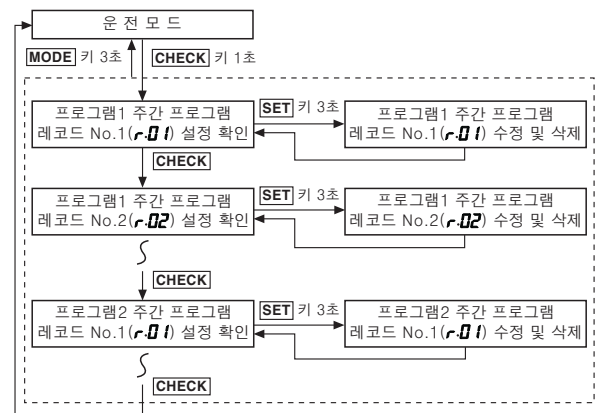 운 전 모 드
MODE 키 3초
CHECK 키 1초
프로그램1 주간 프로그램
레코드 No.1(r.01) 설정 확인
SET 키 3초
프로그램1 주간 프로그램
레코드 No.1(r.01) 수정 및 삭제
CHECK
프로그램1 주간 프로그램
레코드 No.2(r.02) 설정 확인
SET 키 3초
프로그램1 주간 프로그램
레코드 No.2(r.02) 수정 및 삭제
CHECK
프로그램2 주간 프로그램
레코드 No.1(r.01) 설정 확인
SET 키 3초
프로그램2 주간 프로그램
레코드 No.1(r.01) 수정 및 삭제
CHECK